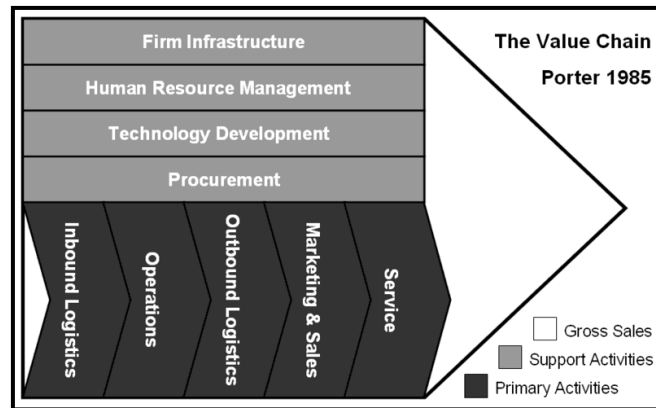 Firm Infrastructure
Human Resource Management
Technology Development
Procurement
Inbound Logistics
Operations
Outbound Logistics
Marketing & Sales
Service
The Value Chain
Porter 1985
Gross Sales
Support Activities
Primary Activities